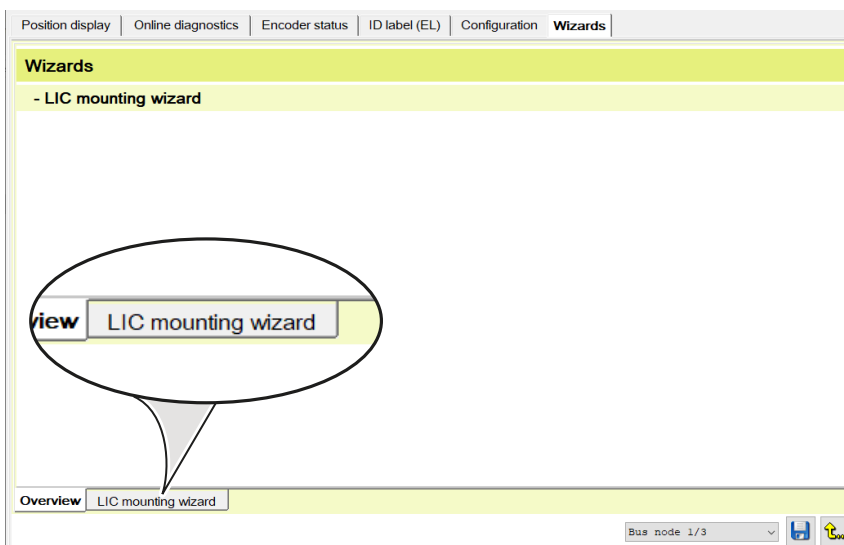 Position display Online diagnostics Encoder status ID label (EL) Configuration Wizards
Wizards
- LIC mounting wizard
view LIC mounting wizard
Overview LIC mounting wizard
Bus node 1/3